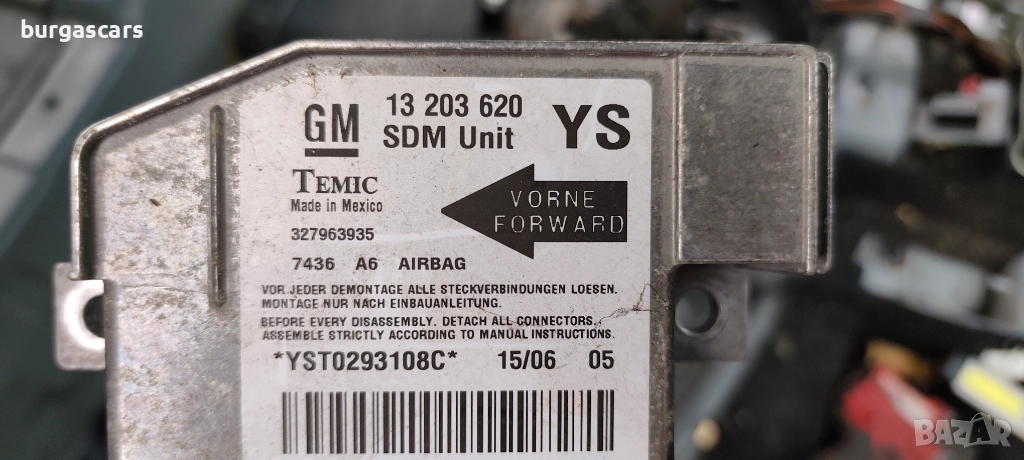 burgascars
GM 13 203 620 YS
SDM Unit
TEMIC
Made in Mexico
VORNE
FORWARD
327963935
7436 A6 AIRBAG
VOR JEDER DEMONTAGE ALLE STECKVERBINDUNGEN LOESEN.
MONTAGE NUR NACH EINBAUANLEITUNG.
BEFORE EVERY DISASSEMBLY. DETACH ALL CONNECTORS.
ASSEMBLE STRICTLY ACCORDING TO MANUAL INSTRUCTIONS.
*YST0293108C* 15/06 05
BAZAR